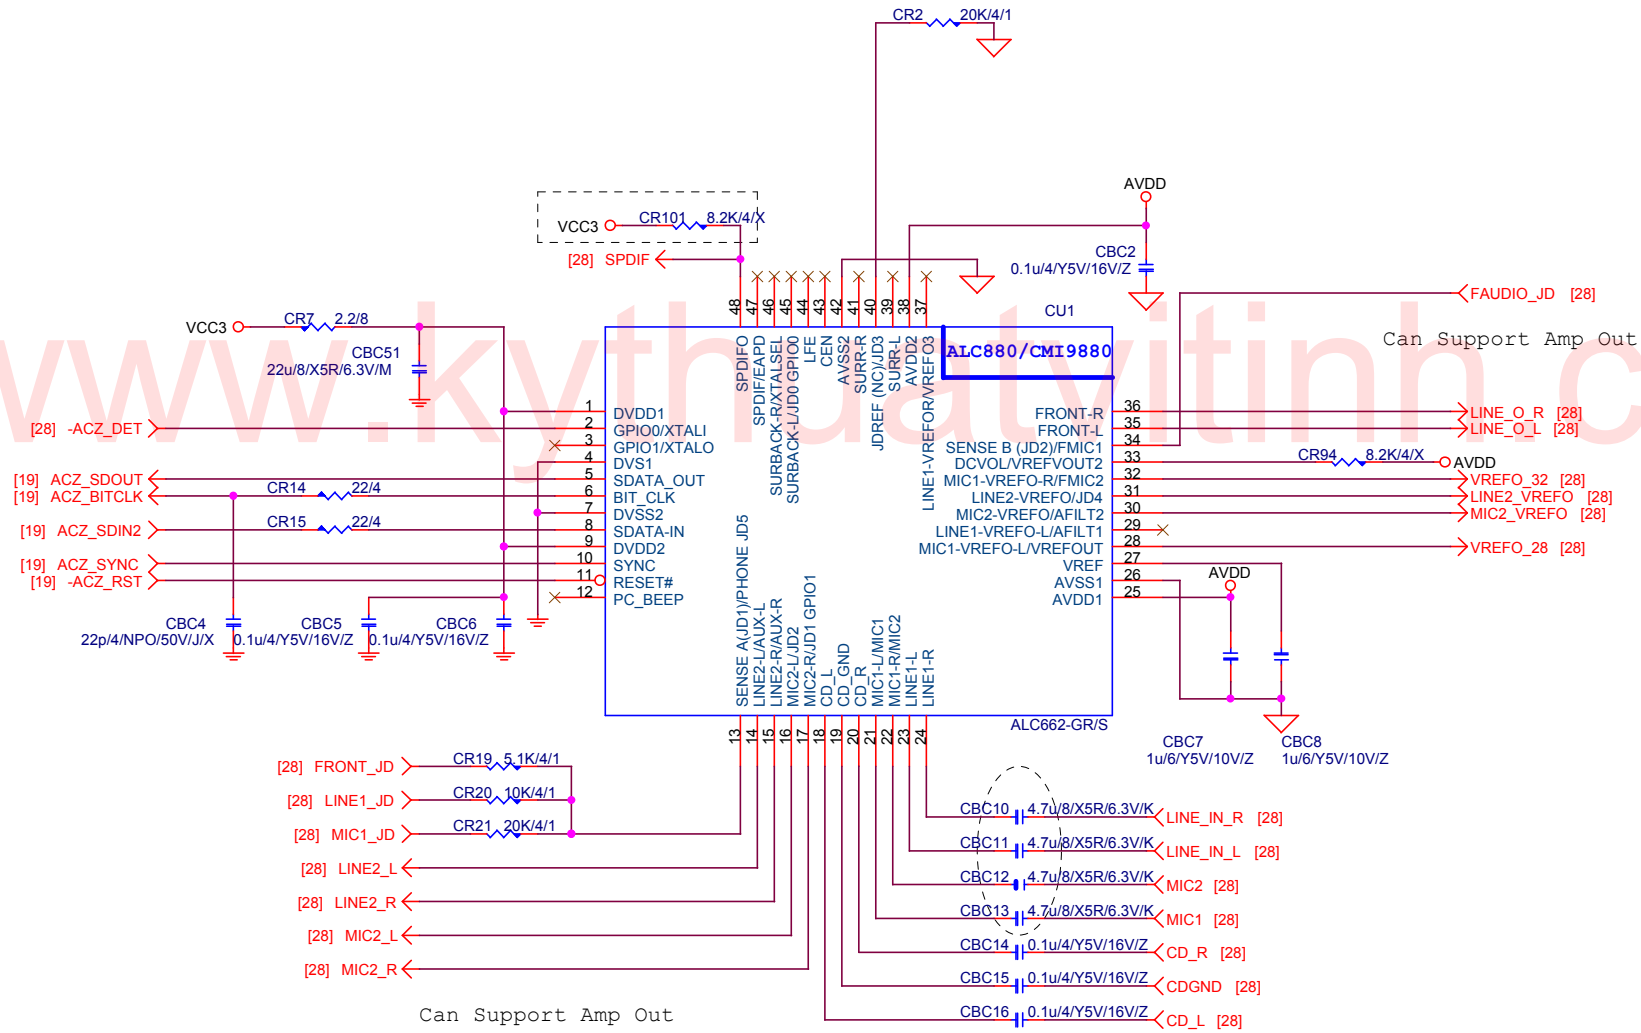 CR2 20K/4/1
AVDD
VCC3 CR101 8.2K/4/X
[28] SPDIF
CBC2
0.1u/4/Y5V/16V/Z
48 47 46 45 44 43 42 41 40 39 38 37
CU1
FAUDIO_JD [28]
VCC3 CR7 2.2/8
CBC51
22u/8/X5R/6.3V/M
www.kythuatvitinh.c
Can Support Amp Out
ALC880/CMI9880
SPDIFO
SPDIF/EAPD
SURBACK-R/XTALSEL
SURBACK-L/JD0 GPIO0
LFE
CEN
AVSS2
SURR-R
JDREF (NC)/JD3
SURR-L
AVDD2
LINE1-VREFOR/VREFO3
[28] -ACZ_DET
[19] ACZ_SDOUT
[19] ACZ_BITCLK
CR14 22/4
[19] ACZ_SDIN2
CR15 22/4
[19] ACZ_SYNC
[19] -ACZ_RST
1 DVDD1
2 GPIO0/XTALI
3 GPIO1/XTALO
4 DVS1
5 SDATA_OUT
6 BIT_CLK
7 DVSS2
8 SDATA-IN
9 DVDD2
10 SYNC
11 RESET#
12 PC_BEEP
FRONT-R 36
FRONT-L 35
SENSE B (JD2)/FMIC1 34
DCVOL/VREFVOUT2 33
MIC1-VREFO-R/FMIC2 32
LINE2-VREFO/JD4 31
MIC2-VREFO/AFILT2 30
LINE1-VREFO-L/AFILT1 29
MIC1-VREFO-L/VREFOUT 28
VREF 27
AVSS1 26
AVDD1 25
LINE_O_R [28]
LINE_O_L [28]
CR94 8.2K/4/X AVDD
VREFO_32 [28]
LINE2_VREFO [28]
MIC2_VREFO [28]
VREFO_28 [28]
AVDD
CBC4
22p/4/NPO/50V/J/X
CBC5
0.1u/4/Y5V/16V/Z
CBC6
0.1u/4/Y5V/16V/Z
SENSE A(JD1)/PHONE JD5
LINE2-L/AUX-L
LINE2-R/AUX-R
MIC2-L/JD2
MIC2-R/JD1 GPIO1
CD_L
CD_GND
CD_R
MIC1-L/MIC1
MIC1-R/MIC2
LINE1-L
LINE1-R
ALC662-GR/S
13 14 15 16 17 18 19 20 21 22 23 24
CBC7
1u/6/Y5V/10V/Z
CBC8
1u/6/Y5V/10V/Z
[28] FRONT_JD CR19 5.1K/4/1
[28] LINE1_JD CR20 10K/4/1
[28] MIC1_JD CR21 20K/4/1
[28] LINE2_L
[28] LINE2_R
[28] MIC2_L
[28] MIC2_R
CBC10 4.7u/8/X5R/6.3V/K LINE_IN_R [28]
CBC11 4.7u/8/X5R/6.3V/K LINE_IN_L [28]
CBC12 4.7u/8/X5R/6.3V/K MIC2 [28]
CBC13 4.7u/8/X5R/6.3V/K MIC1 [28]
CBC14 0.1u/4/Y5V/16V/Z CD_R [28]
CBC15 0.1u/4/Y5V/16V/Z CDGND [28]
CBC16 0.1u/4/Y5V/16V/Z CD_L [28]
Can Support Amp Out